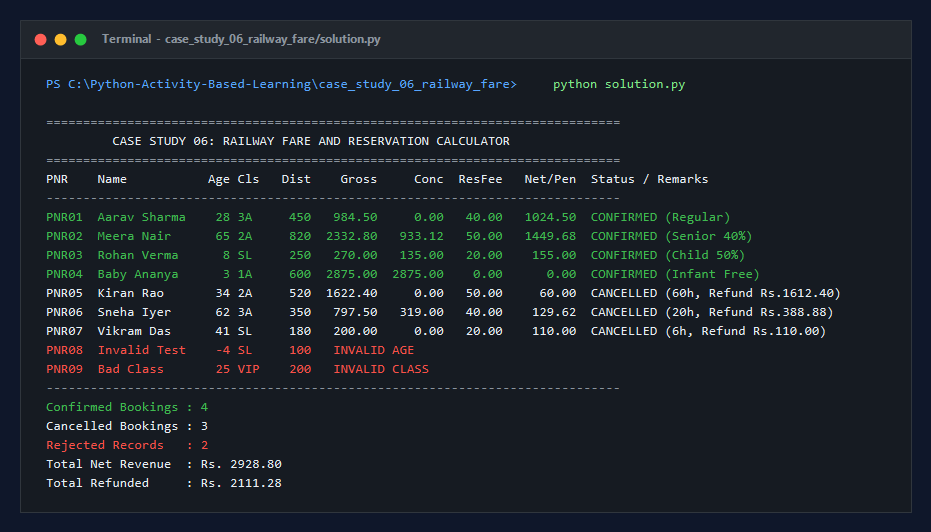 Terminal - case_study_06_railway_fare/solution.py
PS C:\Python-Activity-Based-Learning\case_study_06_railway_fare>     python solution.py
==============================================================================
         CASE STUDY 06: RAILWAY FARE AND RESERVATION CALCULATOR
==============================================================================
PNR    Name           Age Cls   Dist    Gross     Conc  ResFee   Net/Pen  Status / Remarks
------------------------------------------------------------------------------
PNR01  Aarav Sharma    28 3A     450   984.50     0.00   40.00   1024.50  CONFIRMED (Regular)
PNR02  Meera Nair      65 2A     820  2332.80   933.12   50.00   1449.68  CONFIRMED (Senior 40%)
PNR03  Rohan Verma      8 SL     250   270.00   135.00   20.00    155.00  CONFIRMED (Child 50%)
PNR04  Baby Ananya      3 1A     600  2875.00  2875.00    0.00      0.00  CONFIRMED (Infant Free)
PNR05  Kiran Rao       34 2A     520  1622.40     0.00   50.00     60.00  CANCELLED (60h, Refund Rs.1612.40)
PNR06  Sneha Iyer      62 3A     350   797.50   319.00   40.00    129.62  CANCELLED (20h, Refund Rs.388.88)
PNR07  Vikram Das      41 SL     180   200.00     0.00   20.00    110.00  CANCELLED (6h, Refund Rs.110.00)
PNR08  Invalid Test    -4 SL     100   INVALID AGE
PNR09  Bad Class       25 VIP    200   INVALID CLASS
------------------------------------------------------------------------------
Confirmed Bookings : 4
Cancelled Bookings : 3
Rejected Records   : 2
Total Net Revenue  : Rs. 2928.80
Total Refunded     : Rs. 2111.28